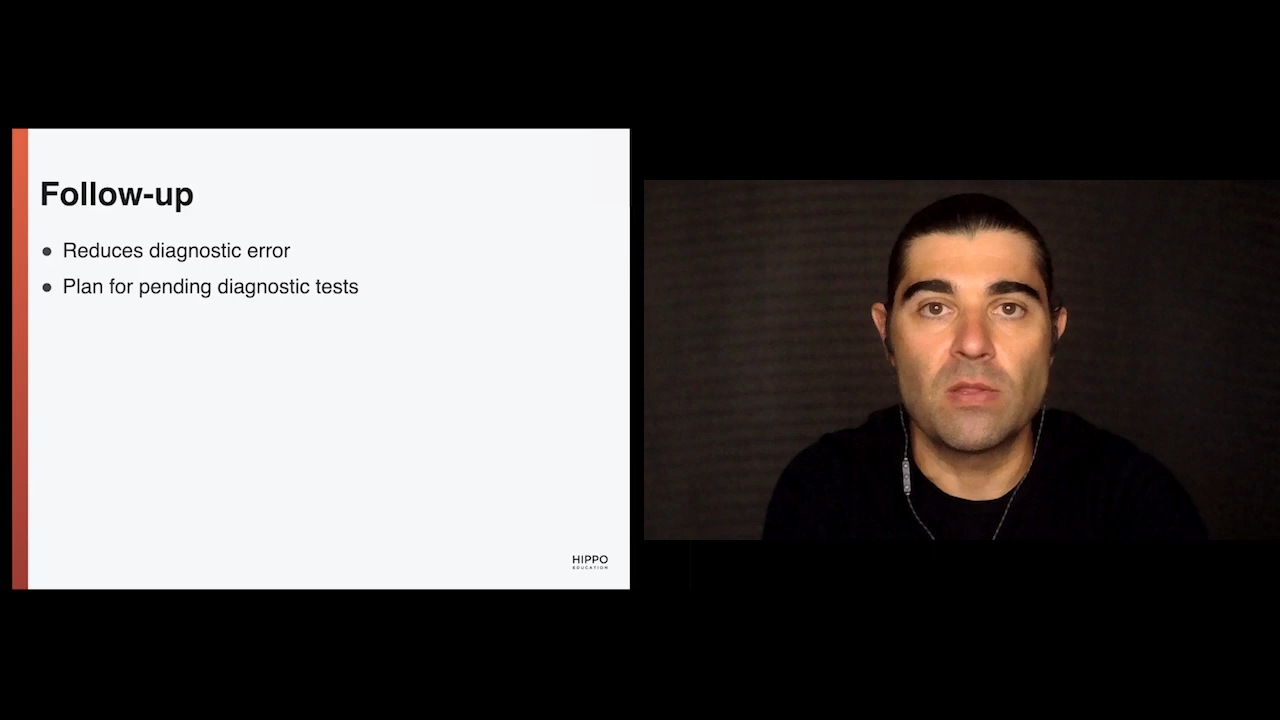 Follow-up
● Reduces diagnostic error
● Plan for pending diagnostic tests
HIPPO
EDUCATION